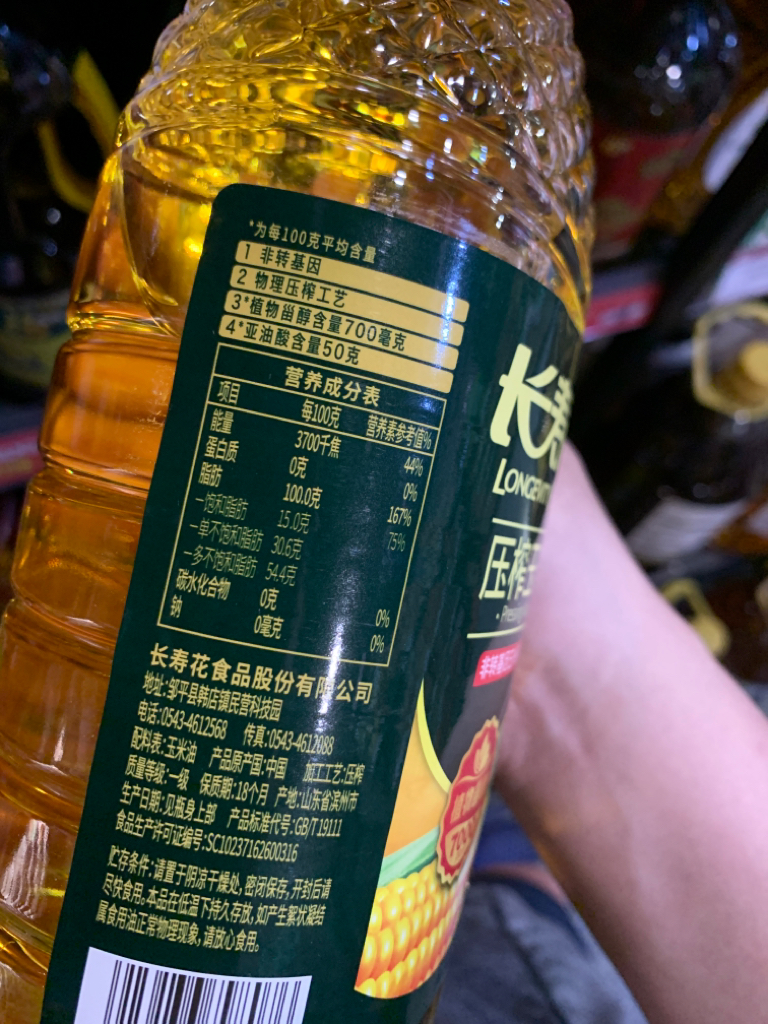 *为每100克平均含量
1 非转基因
2 物理压榨工艺
3*植物甾醇含量700毫克
4*亚油酸含量50克
营养成分表
项目 每100克 营养素参考值%
能量 3700千焦 44%
蛋白质 0克 0%
脂肪 100.0克 167%
—饱和脂肪 15.0克 75%
—单不饱和脂肪 30.6克
—多不饱和脂肪 54.4克
碳水化合物 0克 0%
钠 0毫克 0%
长寿花食品股份有限公司
地址:邹平县韩店镇民营科技园
电话:0543-4612568 传真:0543-4612088
配料表:玉米油 产品原产国:中国 加工工艺:压榨
质量等级:一级 保质期:18个月 产地:山东省滨州市
生产日期:见瓶身上部 产品标准代号:GB/T19111
食品生产许可证编号:SC10237162600316
贮存条件:请置于阴凉干燥处,密闭保存,开封后请
尽快食用。本品在低温下持久存放,如产生絮状凝结
属食用油正常物理现象,请放心食用。
长寿
压榨
非转基